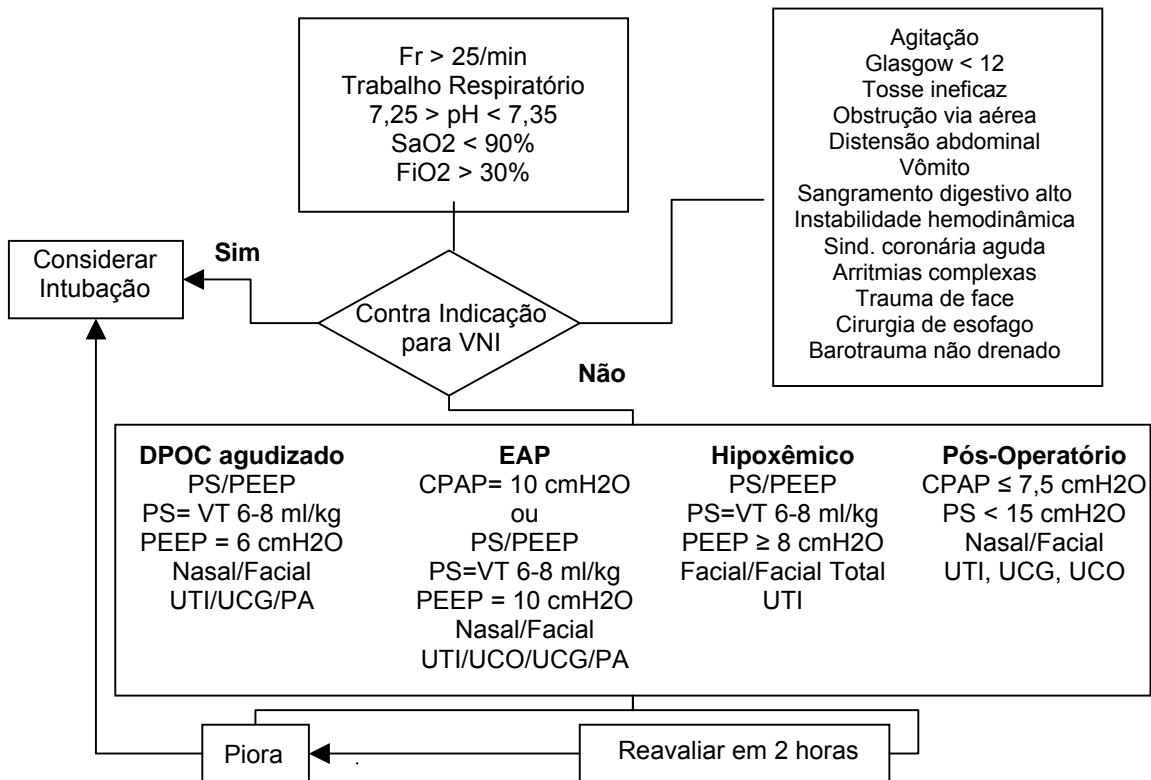 Fr > 25/min
Trabalho Respiratório
7,25 > pH < 7,35
SaO2 < 90%
FiO2 > 30%
Agitação
Glasgow < 12
Tosse ineficaz
Obstrução via aérea
Distensão abdominal
Vômito
Sangramento digestivo alto
Instabilidade hemodinâmica
Sind. coronária aguda
Arritmias complexas
Trauma de face
Cirurgia de esofago
Barotrauma não drenado
Sim
Considerar
Intubação
Contra Indicação
para VNI
Não
DPOC agudizado
PS/PEEP
PS= VT 6-8 ml/kg
PEEP = 6 cmH2O
Nasal/Facial
UTI/UCG/PA
EAP
CPAP= 10 cmH2O
ou
PS/PEEP
PS=VT 6-8 ml/kg
PEEP = 10 cmH2O
Nasal/Facial
UTI/UCO/UCG/PA
Hipoxêmico
PS/PEEP
PS=VT 6-8 ml/kg
PEEP ≥ 8 cmH2O
Facial/Facial Total
UTI
Pós-Operatório
CPAP ≤ 7,5 cmH2O
PS < 15 cmH2O
Nasal/Facial
UTI, UCG, UCO
Piora
.
Reavaliar em 2 horas